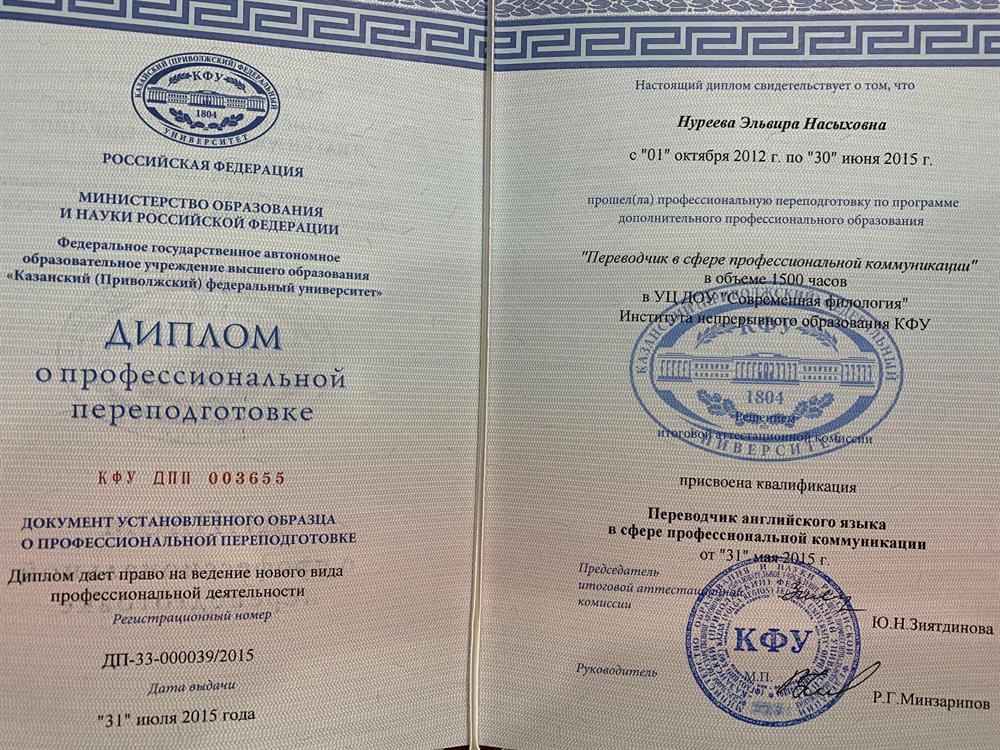 КАЗАНСКИЙ (ПРИВОЛЖСКИЙ) ФЕДЕРАЛЬНЫЙ
КФУ
1804
УНИВЕРСИТЕТ
РОССИЙСКАЯ ФЕДЕРАЦИЯ
МИНИСТЕРСТВО ОБРАЗОВАНИЯ
И НАУКИ РОССИЙСКОЙ ФЕДЕРАЦИИ
Федеральное государственное автономное
образовательное учреждение высшего образования
«Казанский (Приволжский) федеральный университет»
ДИПЛОМ
о профессиональной
переподготовке
КФУ ДПП 003655
ДОКУМЕНТ УСТАНОВЛЕННОГО ОБРАЗЦА
О ПРОФЕССИОНАЛЬНОЙ ПЕРЕПОДГОТОВКЕ
Диплом дает право на ведение нового вида
профессиональной деятельности
Регистрационный номер
ДП-33-000039/2015
Дата выдачи
"31" июля 2015 года
Настоящий диплом свидетельствует о том, что
Нуреева Эльвира Насыховна
с "01" октября 2012 г. по "30" июня 2015 г.
прошел(ла) профессиональную переподготовку по программе
дополнительного профессионального образования
"Переводчик в сфере профессиональной коммуникации"
в объеме 1500 часов
в УЦ ДОУ "Современная филология"
Института непрерывного образования КФУ
КАЗАНСКИЙ ПРИВОЛЖСКИЙ ФЕДЕРАЛЬНЫЙ
КФУ
1804
УНИВЕРСИТЕТ
Решением
итоговой аттестационной комиссии
присвоена квалификация
Переводчик английского языка
в сфере профессиональной коммуникации
от "31" мая 2015 г.
Председатель
итоговой аттестационной
комиссии
Ю.Н.Зиятдинова
КФУ
М.П.
Руководитель
Р.Г.Минзарипов